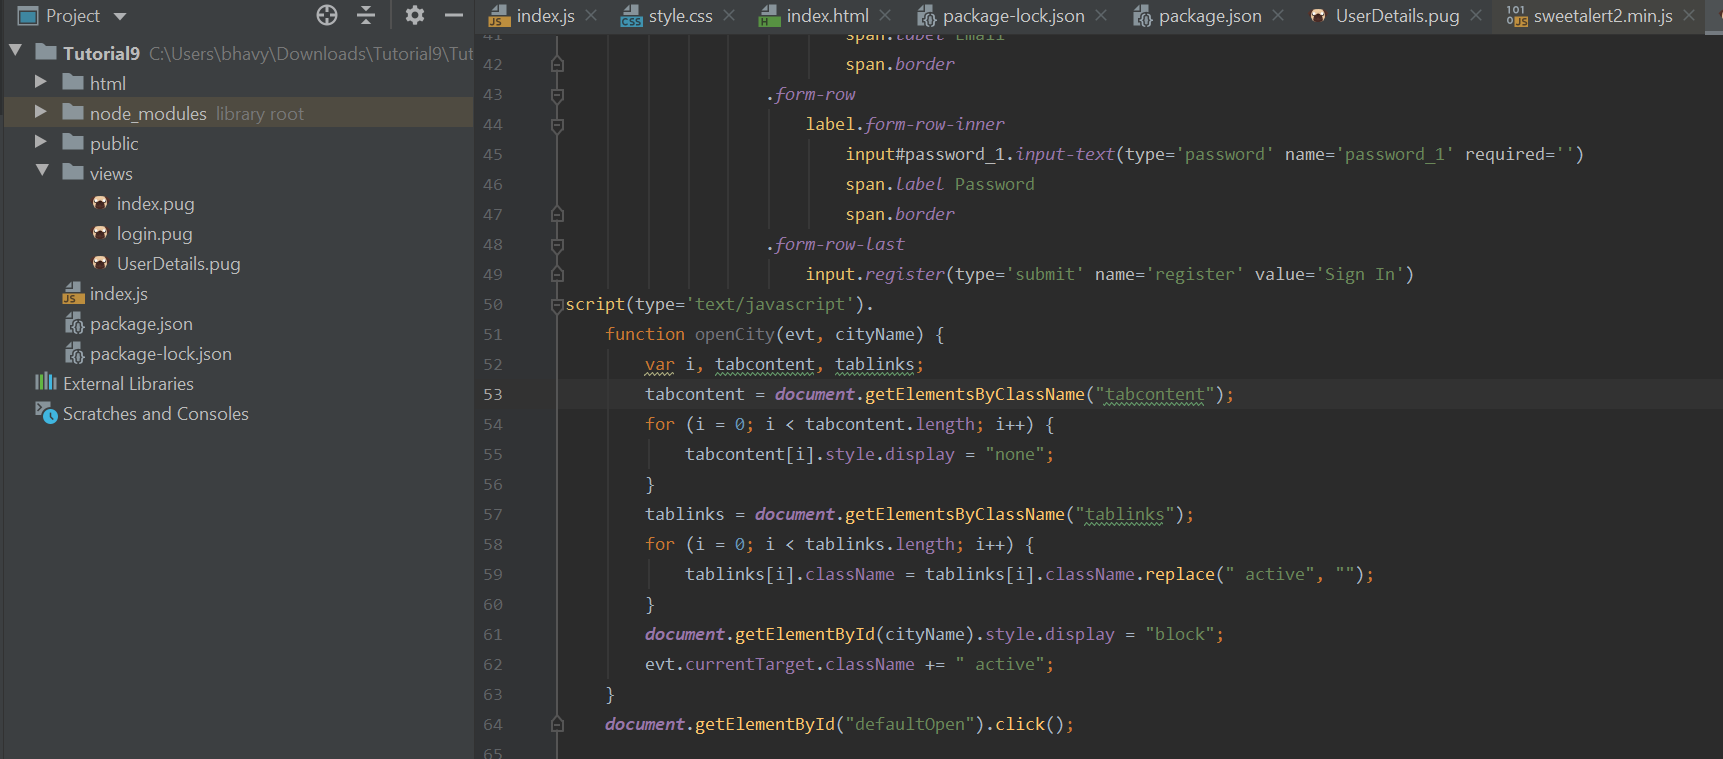 Project
index.js
style.css
index.html
package-lock.json
package.json
UserDetails.pug
sweetalert2.min.js
Tutorial9 C:\Users\bhavy\Downloads\Tutorial9\Tut
html
node_modules library root
public
views
index.pug
login.pug
UserDetails.pug
index.js
package.json
package-lock.json
External Libraries
Scratches and Consoles
41 span.label Email
42 span.border
43 .form-row
44 label.form-row-inner
45 input#password_1.input-text(type='password' name='password_1' required='')
46 span.label Password
47 span.border
48 .form-row-last
49 input.register(type='submit' name='register' value='Sign In')
50 script(type='text/javascript').
51 function openCity(evt, cityName) {
52 var i, tabcontent, tablinks;
53 tabcontent = document.getElementsByClassName("tabcontent");
54 for (i = 0; i < tabcontent.length; i++) {
55 tabcontent[i].style.display = "none";
56 }
57 tablinks = document.getElementsByClassName("tablinks");
58 for (i = 0; i < tablinks.length; i++) {
59 tablinks[i].className = tablinks[i].className.replace(" active", "");
60 }
61 document.getElementById(cityName).style.display = "block";
62 evt.currentTarget.className += " active";
63 }
64 document.getElementById("defaultOpen").click();
65